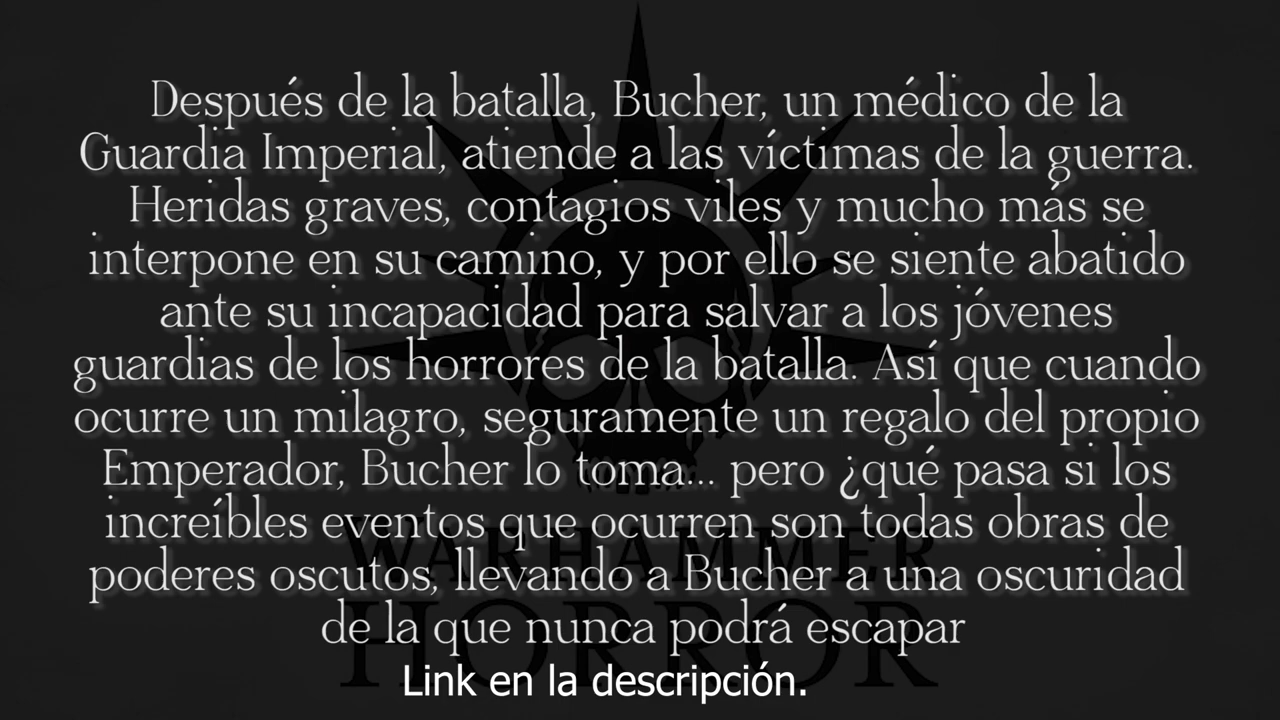 Después de la batalla, Bucher, un médico de la
Guardia Imperial, atiende a las víctimas de la guerra.
Heridas graves, contagios viles y mucho más se
interpone en su camino, y por ello se siente abatido
ante su incapacidad para salvar a los jóvenes
guardias de los horrores de la batalla. Así que cuando
ocurre un milagro, seguramente un regalo del propio
Emperador, Bucher lo toma... pero ¿qué pasa si los
increíbles eventos que ocurren son todas obras de
poderes oscutos, llevando a Bucher a una oscuridad
de la que nunca podrá escapar
Link en la descripción.
WARHAMMER
HORROR